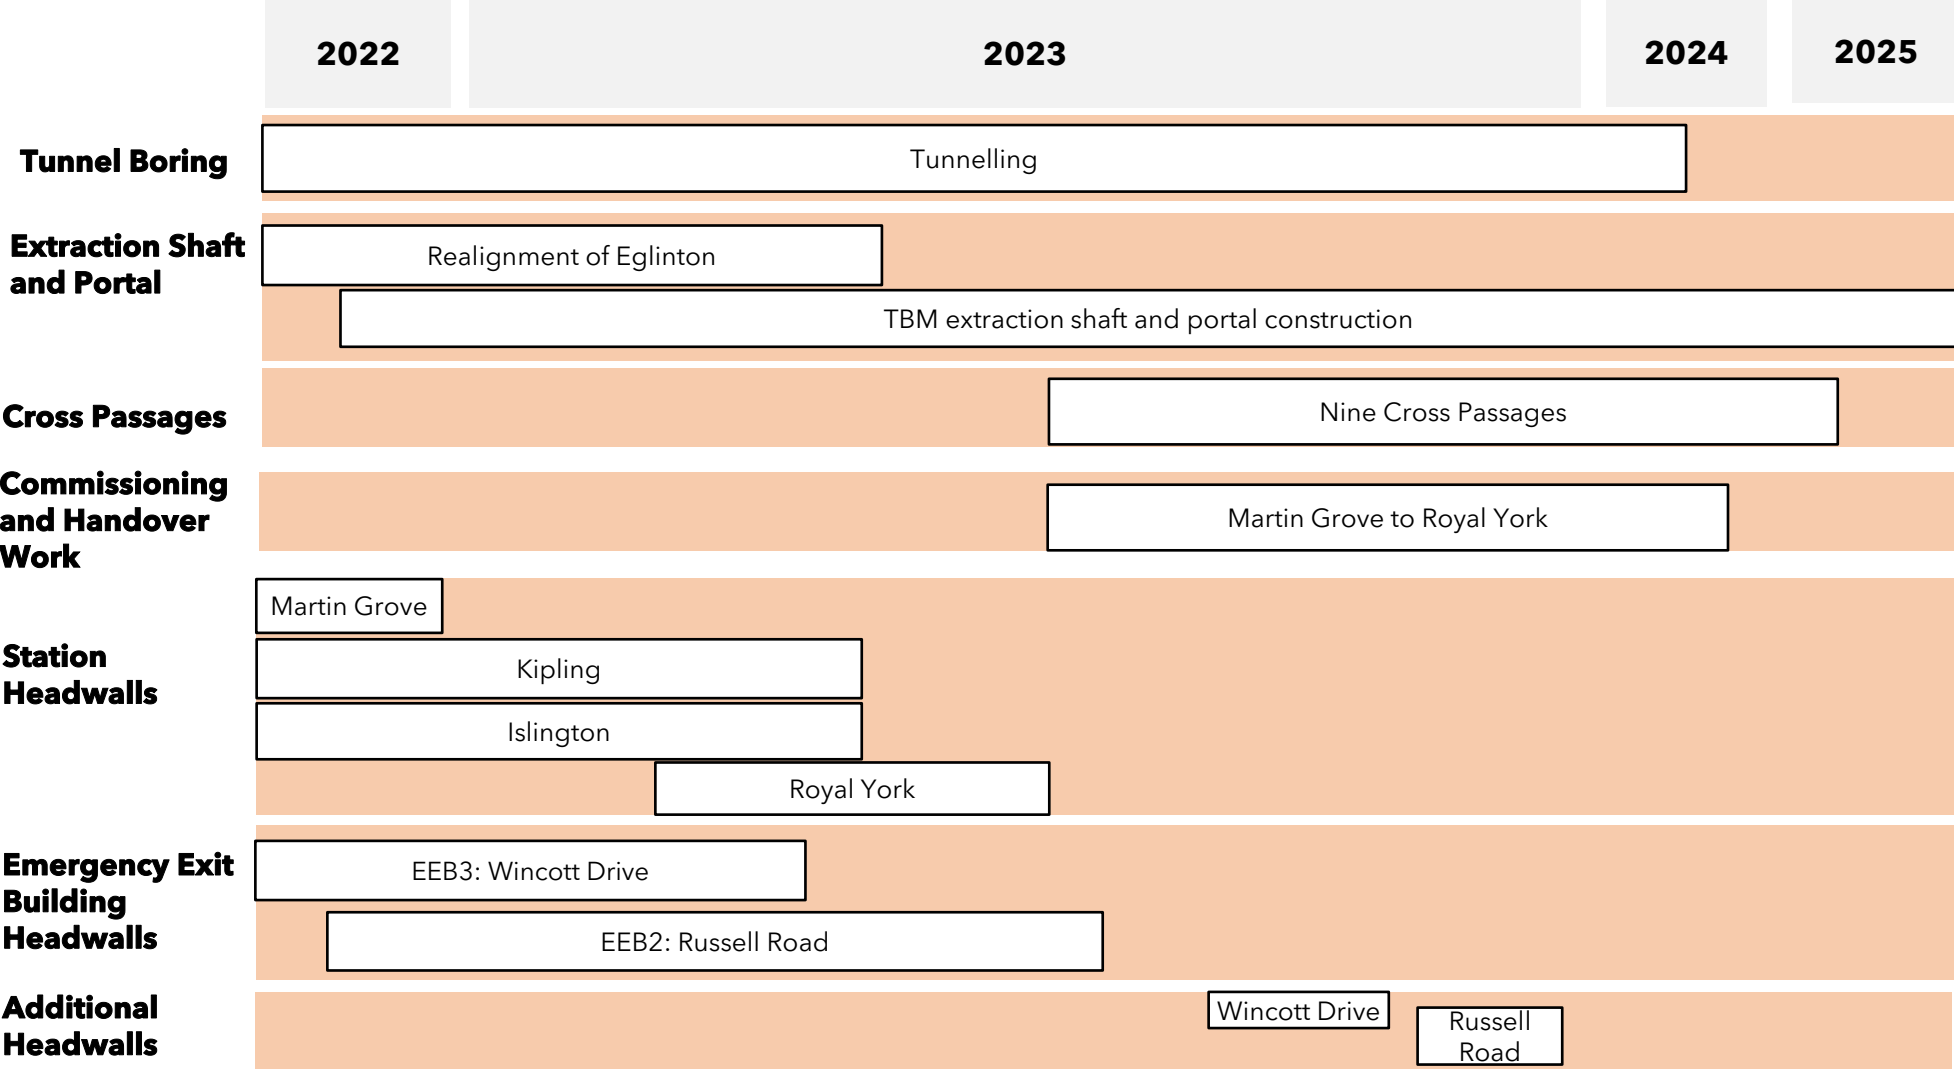 2022
2023
2024
2025
Tunnel Boring
Tunnelling
Extraction Shaft
and Portal
Realignment of Eglinton
TBM extraction shaft and portal construction
Cross Passages
Nine Cross Passages
Commissioning
and Handover
Work
Martin Grove to Royal York
Station
Headwalls
Martin Grove
Kipling
Islington
Royal York
Emergency Exit
Building
Headwalls
EEB3: Wincott Drive
EEB2: Russell Road
Additional
Headwalls
Wincott Drive
Russell
Road